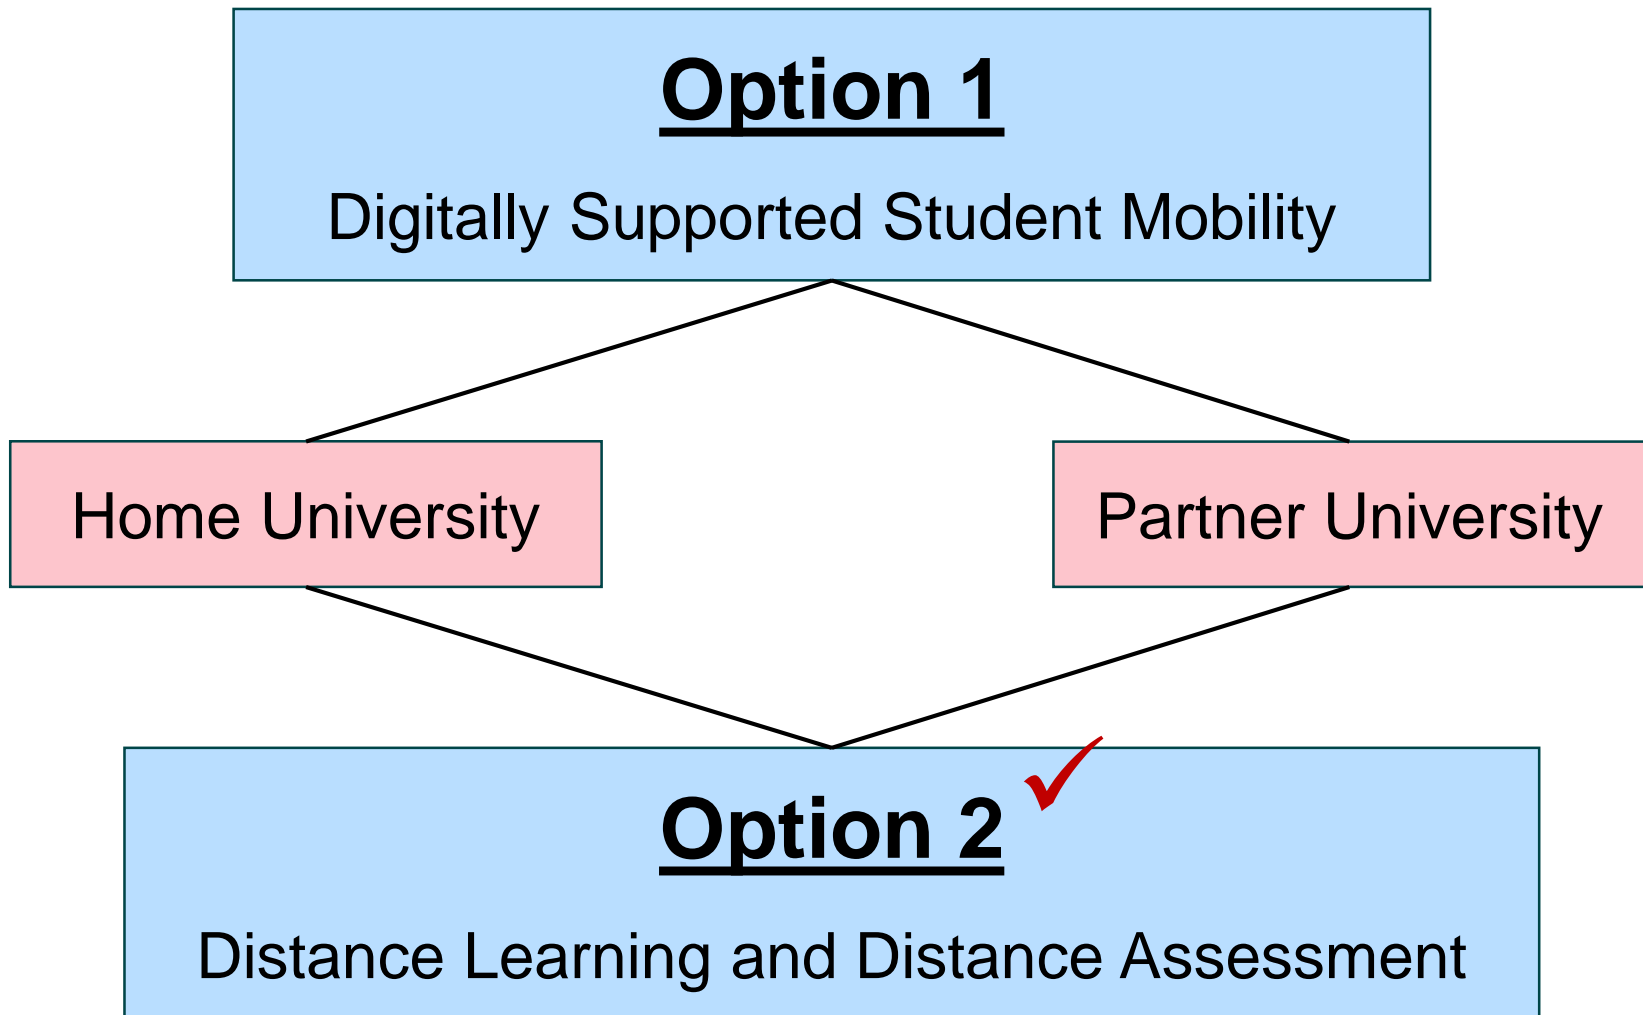 Option 1
Digitally Supported Student Mobility
Home University
Partner University
Option 2
Distance Learning and Distance Assessment